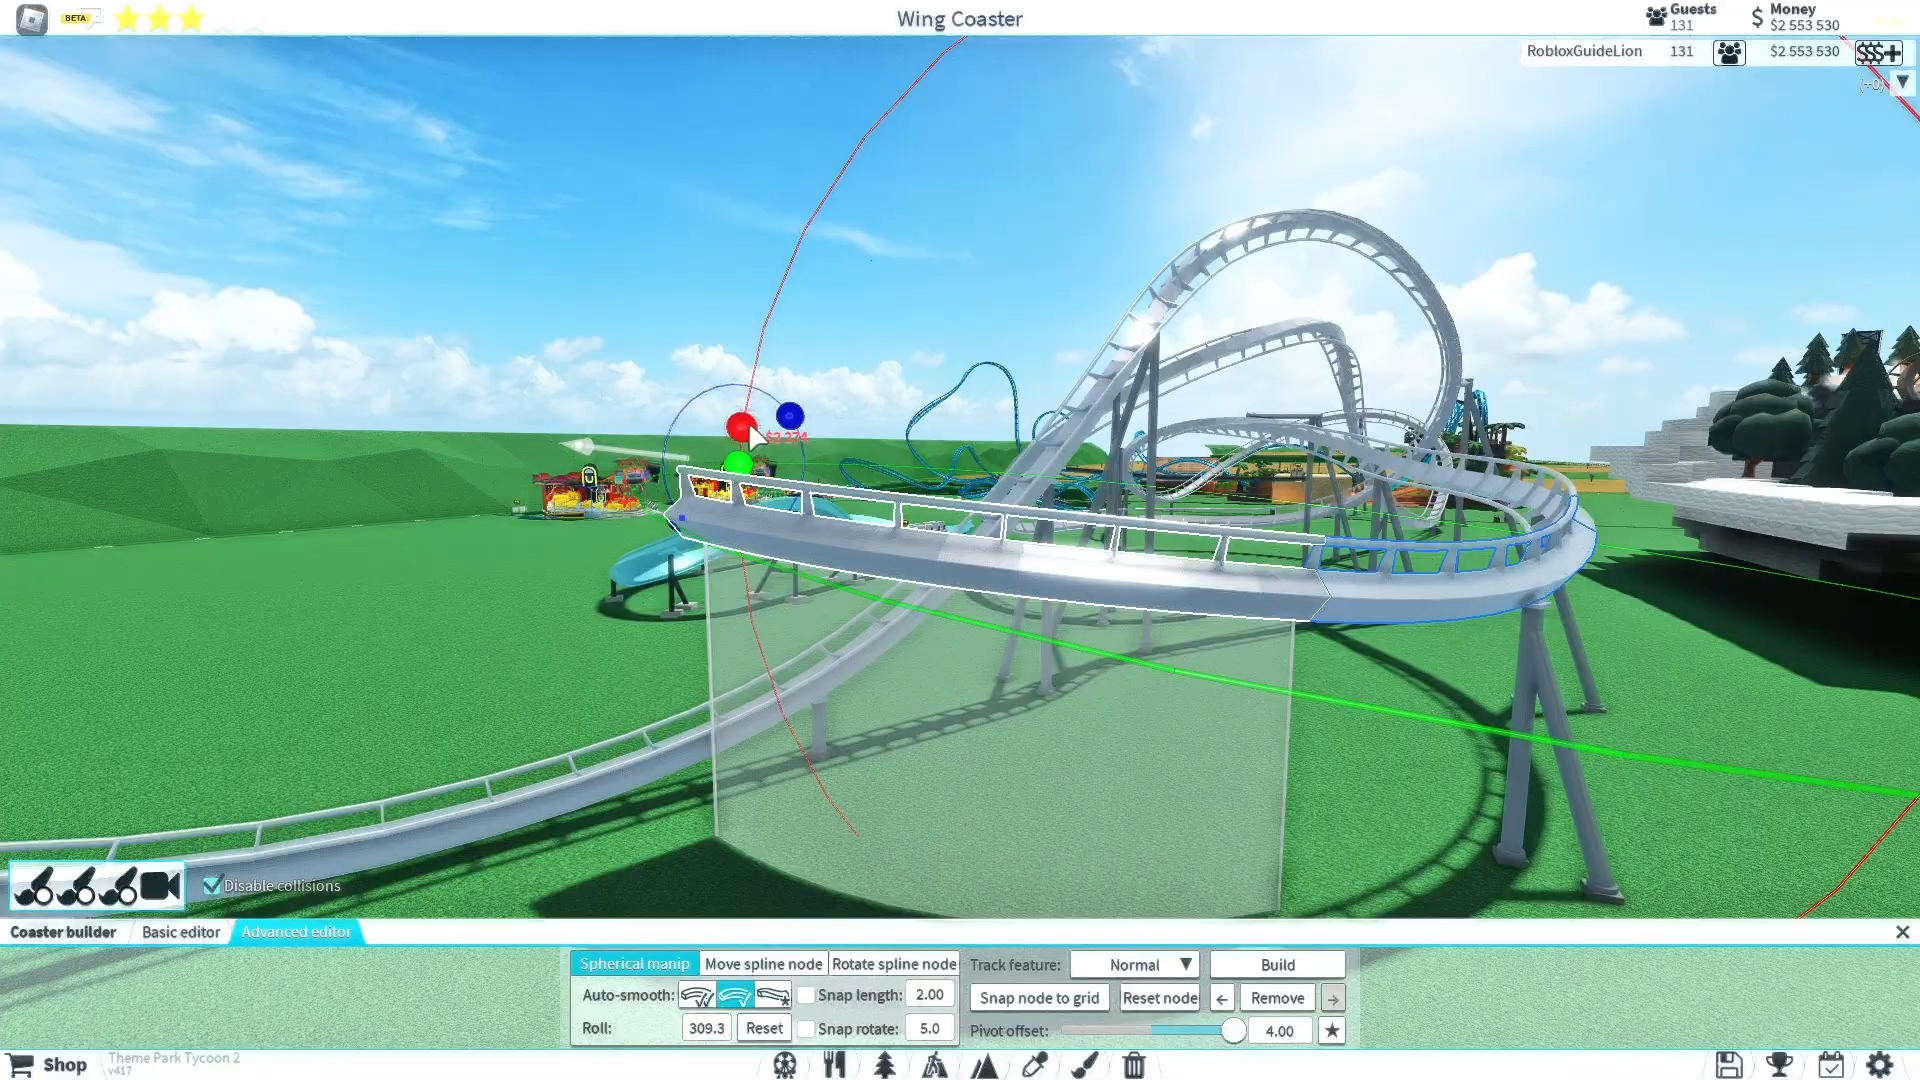 BETA
Wing Coaster
Guests
131
Money
$2 553 530
RobloxGuideLion 131 $2 553 530
$$$+
(+0)
$2 274
Disable collisions
Coaster builder Basic editor Advanced editor
Spherical manip Move spline node Rotate spline node Track feature: Normal Build
Auto-smooth: Snap length: 2.00 Snap node to grid Reset node Remove
Roll: 309.3 Reset Snap rotate: 5.0 Pivot offset: 4.00
Shop
Theme Park Tycoon 2
v417